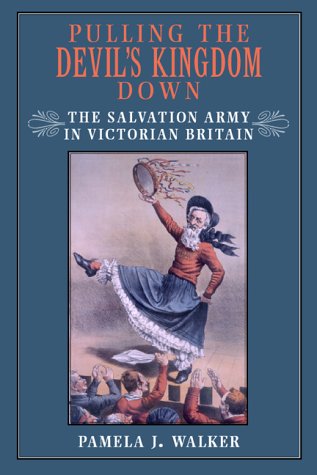 PULLING THE
DEVIL'S KINGDOM
DOWN
THE SALVATION ARMY
IN VICTORIAN BRITAIN
PAMELA J. WALKER